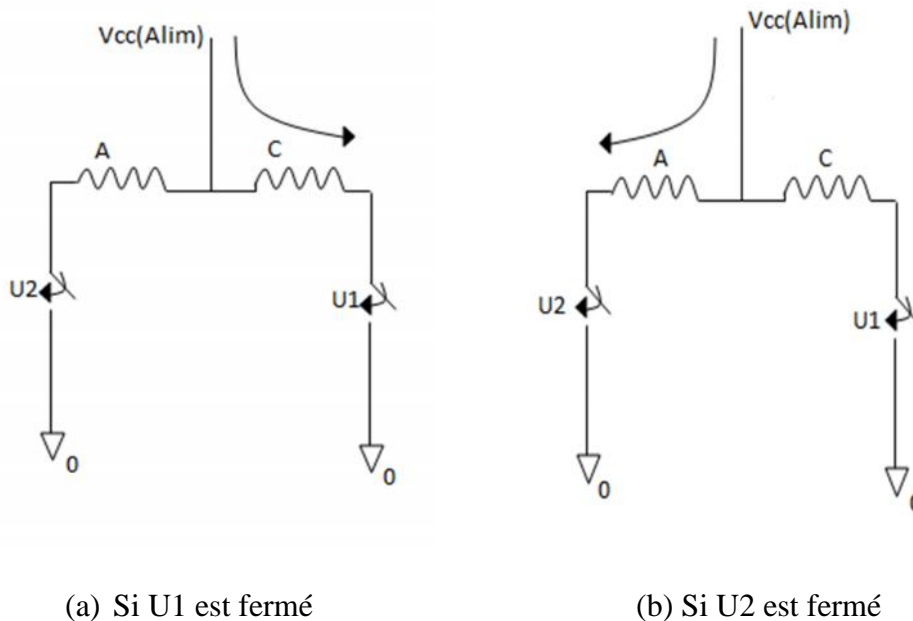 Vcc(Alim)
A
C
U2
U1
0
0
(a) Si U1 est fermé
Vcc(Alim)
A
C
U2
U1
0
0
(b) Si U2 est fermé